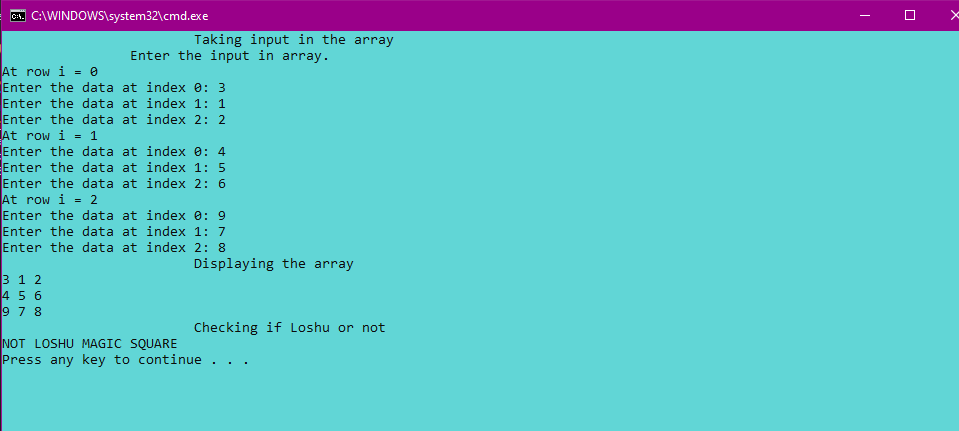 C:\WINDOWS\system32\cmd.exe
Taking input in the array
Enter the input in array.
At row i = 0
Enter the data at index 0: 3
Enter the data at index 1: 1
Enter the data at index 2: 2
At row i = 1
Enter the data at index 0: 4
Enter the data at index 1: 5
Enter the data at index 2: 6
At row i = 2
Enter the data at index 0: 9
Enter the data at index 1: 7
Enter the data at index 2: 8
Displaying the array
3 1 2
4 5 6
9 7 8
Checking if Loshu or not
NOT LOSHU MAGIC SQUARE
Press any key to continue . . .